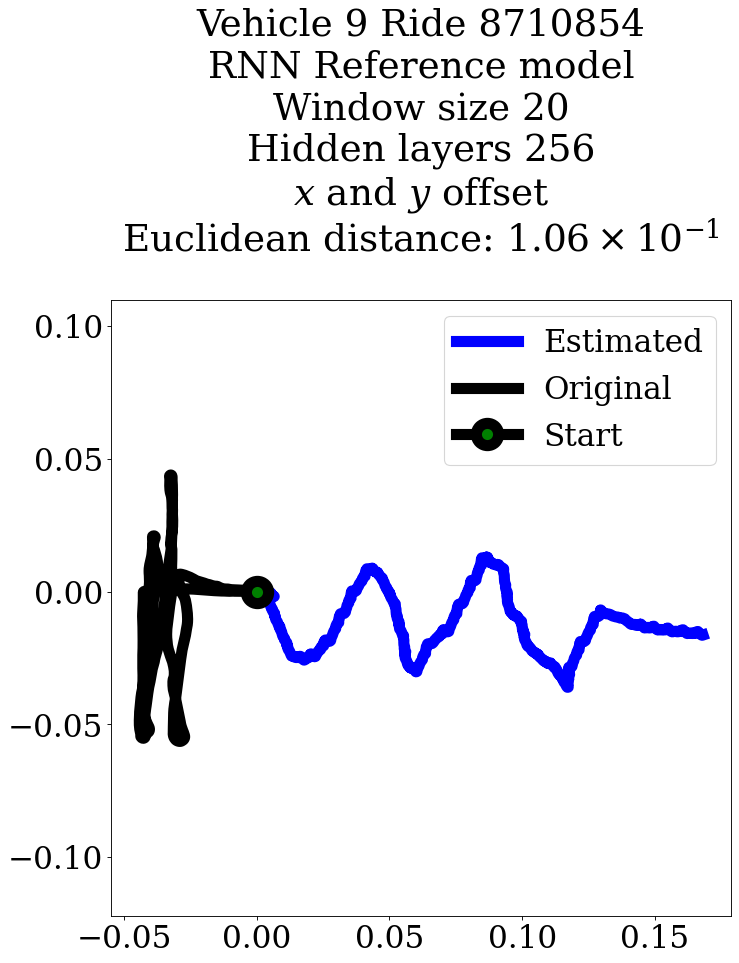 Vehicle 9 Ride 8710854
RNN Reference model
Window size 20
Hidden layers 256
x and y offset
Euclidean distance: 1.06 × 10⁻¹
Estimated
Original
Start
0.10
0.05
0.00
−0.05
−0.10
−0.05 0.00 0.05 0.10 0.15